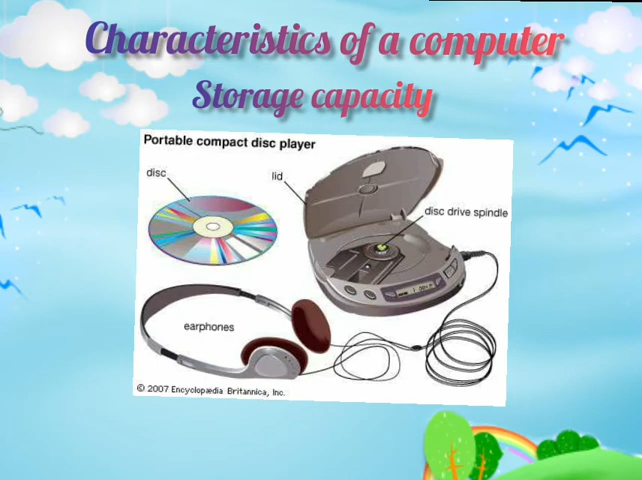 Characteristics of a computer
Storage capacity
Portable compact disc player
disc
lid
disc drive spindle
earphones
© 2007 Encyclopædia Britannica, Inc.